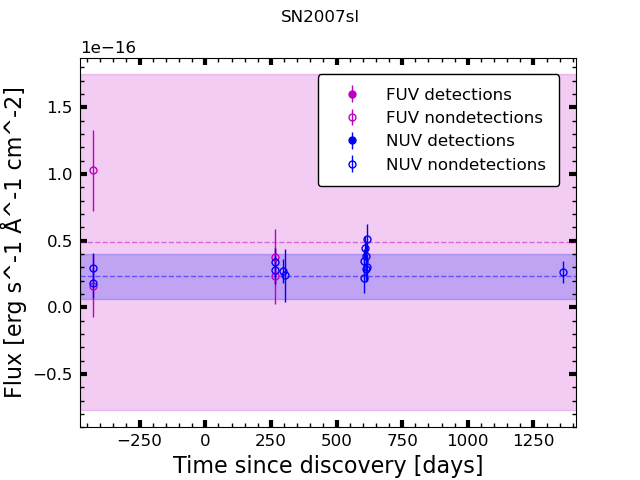 SN2007sl
1e−16
FUV detections
FUV nondetections
NUV detections
NUV nondetections
1.5
1.0
0.5
0.0
−0.5
Flux [erg s^-1 Å^-1 cm^-2]
−250 0 250 500 750 1000 1250
Time since discovery [days]